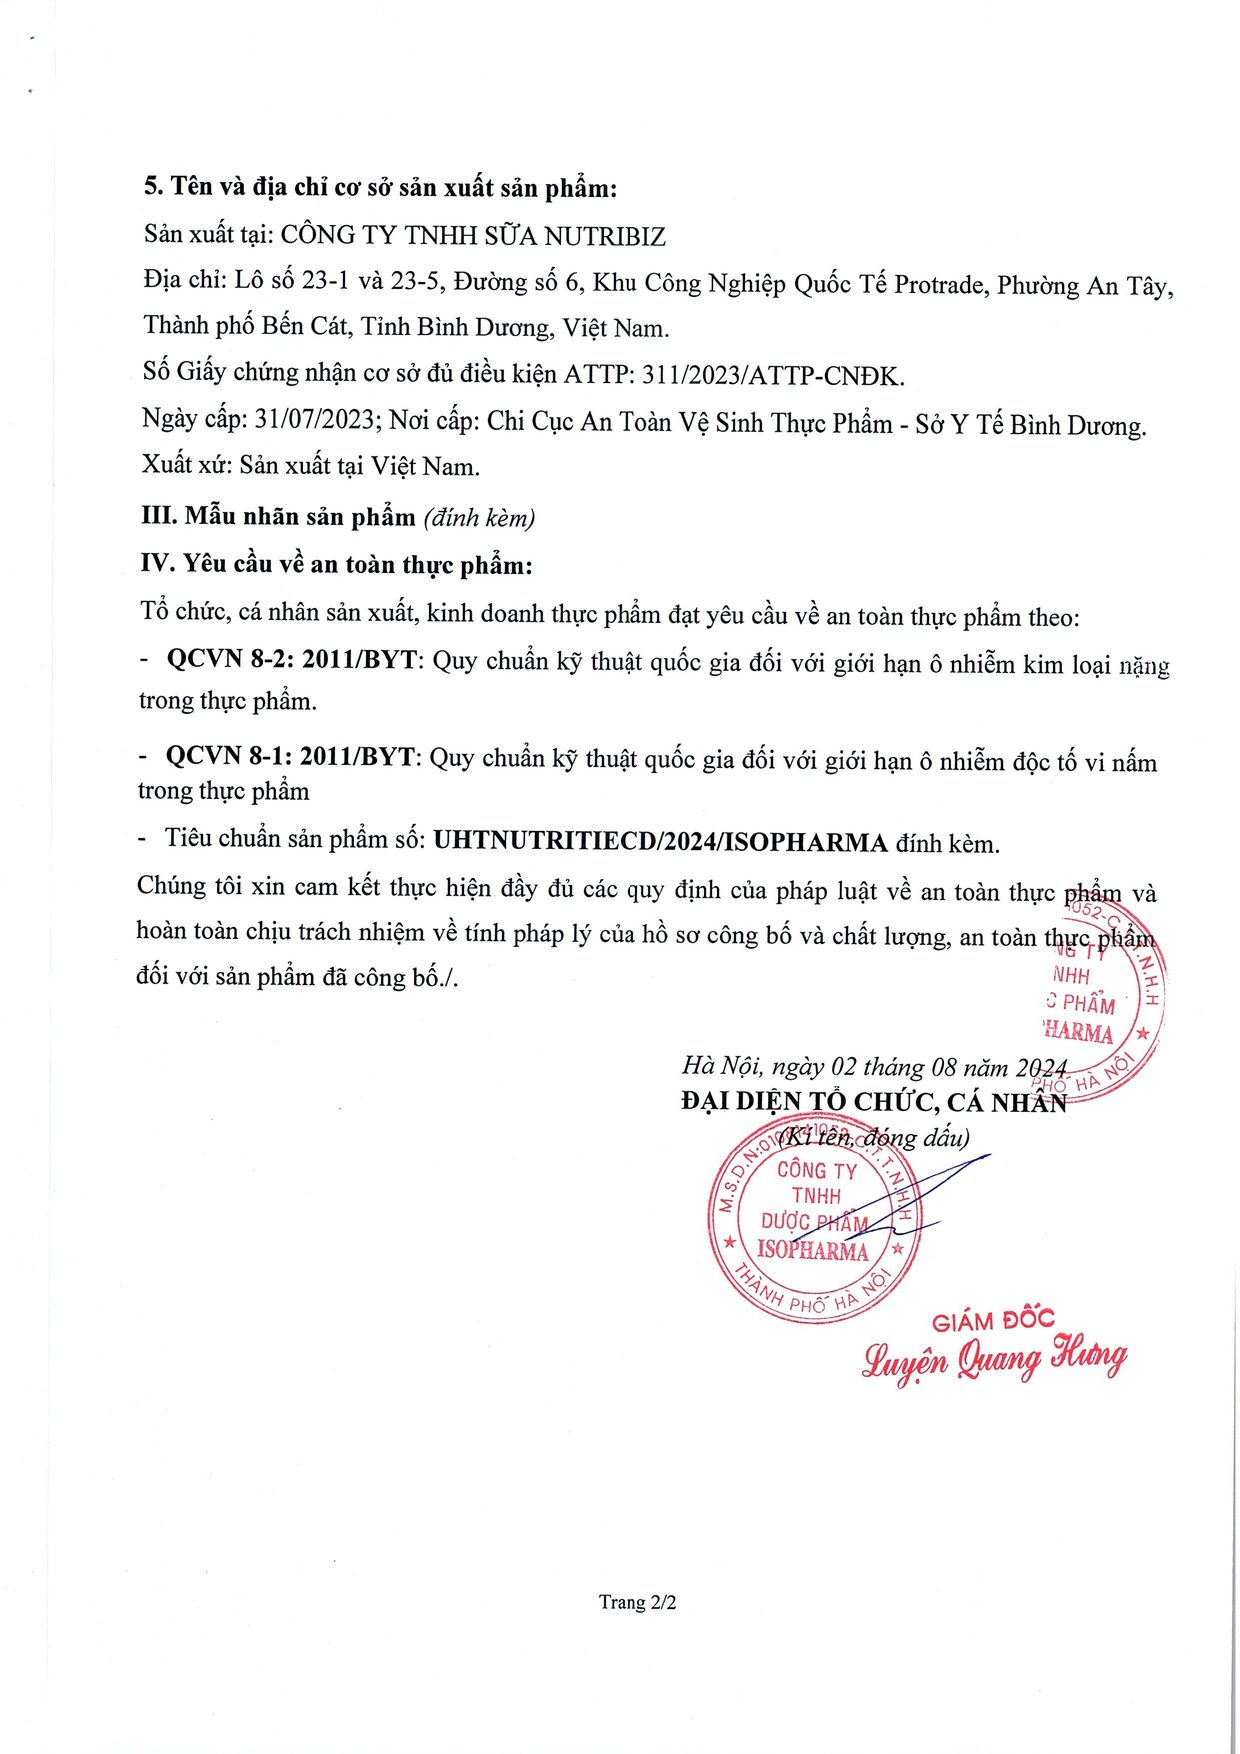 5. Tên và địa chỉ cơ sở sản xuất sản phẩm:
Sản xuất tại: CÔNG TY TNHH SỮA NUTRIBIZ
Địa chỉ: Lô số 23-1 và 23-5, Đường số 6, Khu Công Nghiệp Quốc Tế Protrade, Phường An Tây,
Thành phố Bến Cát, Tỉnh Bình Dương, Việt Nam.
Số Giấy chứng nhận cơ sở đủ điều kiện ATTP: 311/2023/ATTP-CNĐK.
Ngày cấp: 31/07/2023; Nơi cấp: Chi Cục An Toàn Vệ Sinh Thực Phẩm - Sở Y Tế Bình Dương.
Xuất xứ: Sản xuất tại Việt Nam.
III. Mẫu nhãn sản phẩm (đính kèm)
IV. Yêu cầu về an toàn thực phẩm:
Tổ chức, cá nhân sản xuất, kinh doanh thực phẩm đạt yêu cầu về an toàn thực phẩm theo:
- QCVN 8-2: 2011/BYT: Quy chuẩn kỹ thuật quốc gia đối với giới hạn ô nhiễm kim loại nặng
trong thực phẩm.
- QCVN 8-1: 2011/BYT: Quy chuẩn kỹ thuật quốc gia đối với giới hạn ô nhiễm độc tố vi nấm
trong thực phẩm
- Tiêu chuẩn sản phẩm số: UHTNUTRITIECD/2024/ISOPHARMA đính kèm.
Chúng tôi xin cam kết thực hiện đầy đủ các quy định của pháp luật về an toàn thực phẩm và
hoàn toàn chịu trách nhiệm về tính pháp lý của hồ sơ công bố và chất lượng, an toàn thực phẩm
đối với sản phẩm đã công bố./.
1052-C.T.T.N.H.H
NG TY
NHH
C PHẨM
PHARMA
PHỐ HÀ NỘI
Hà Nội, ngày 02 tháng 08 năm 2024
ĐẠI DIỆN TỔ CHỨC, CÁ NHÂN
(Kí tên, đóng dấu)
CÔNG TY
TNHH
DƯỢC PHẨM
ISOPHARMA
THÀNH PHỐ HÀ NỘI
GIÁM ĐỐC
Luyện Quang Hưng
Trang 2/2